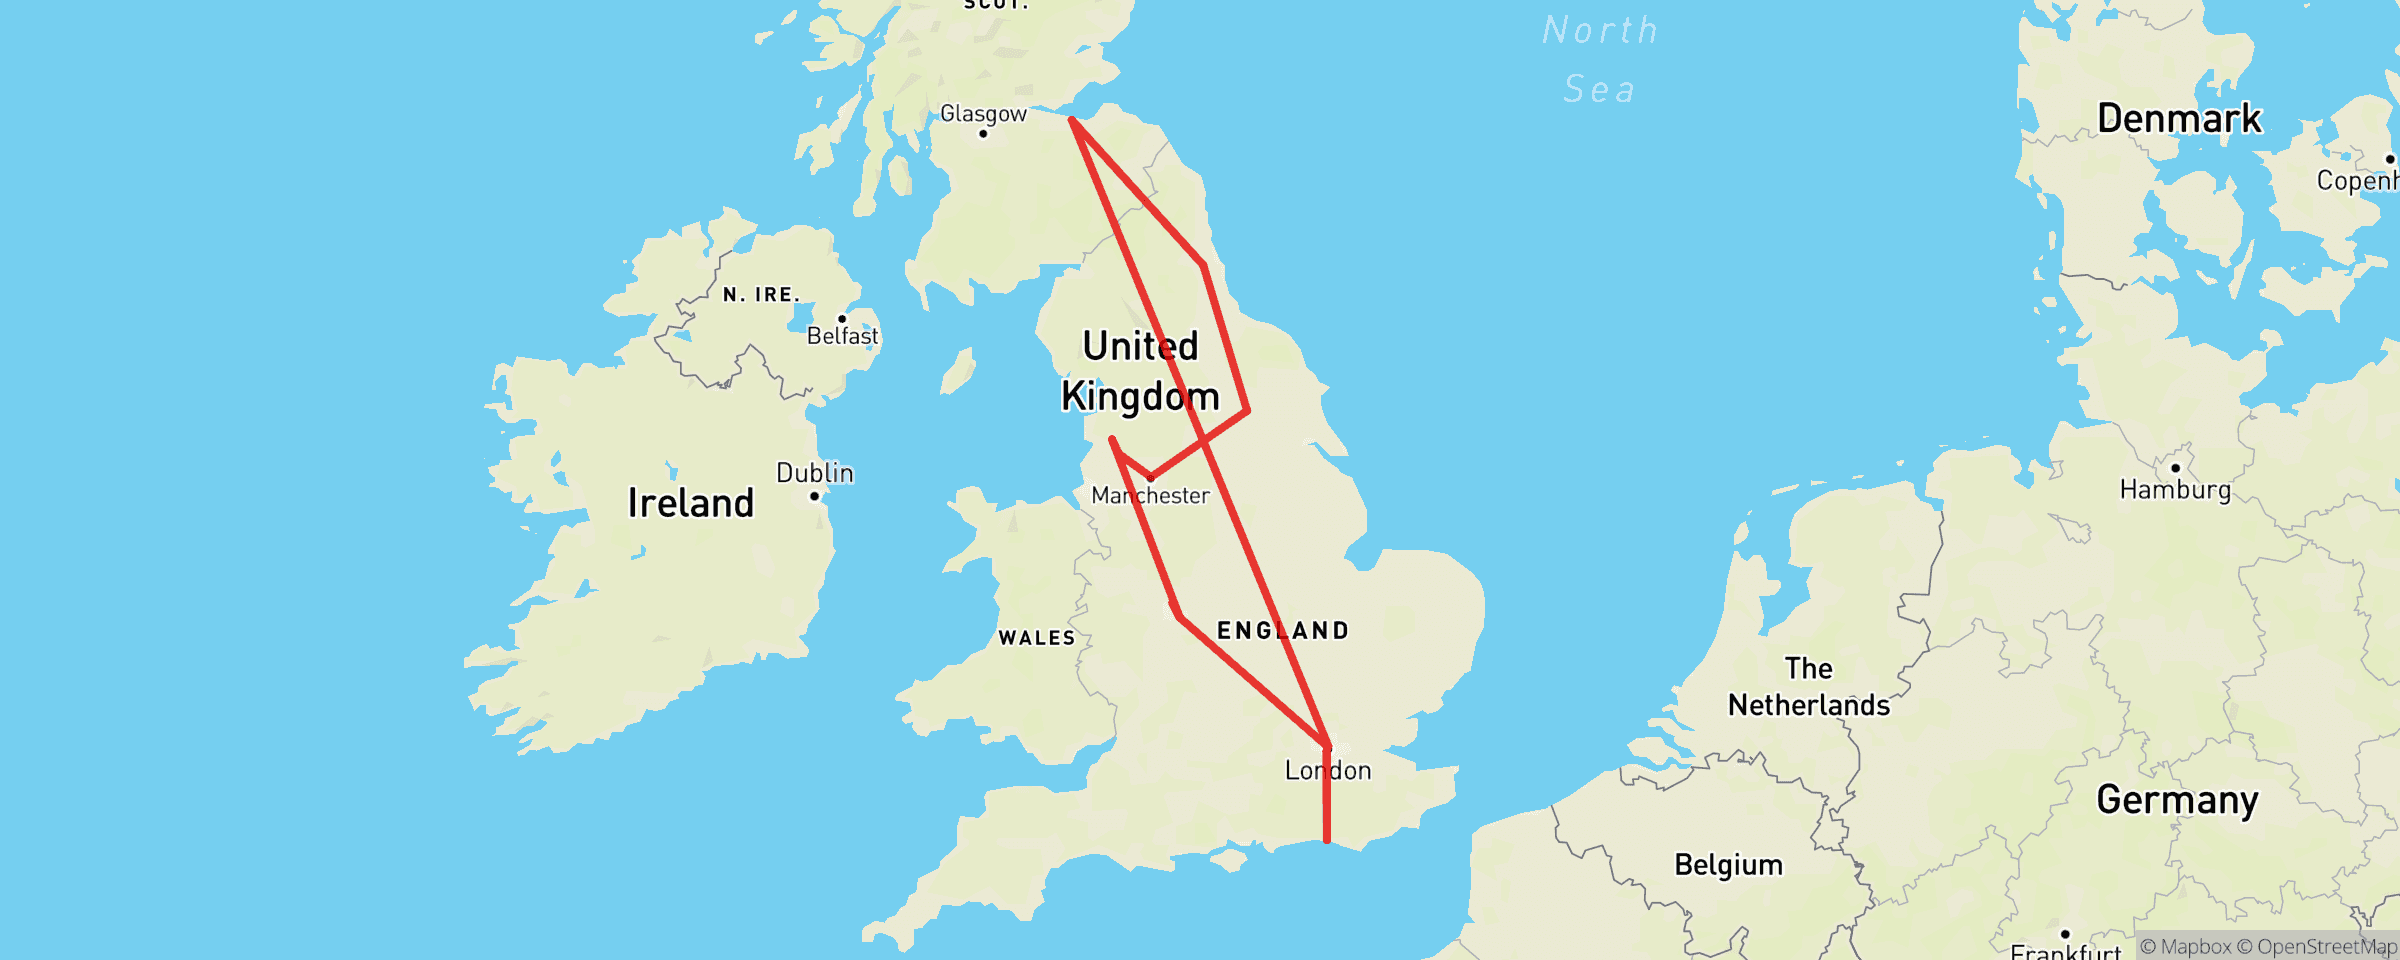 SCOT.
North
Sea
Glasgow
Denmark
Copenh
N. IRE.
Belfast
United
Kingdom
Dublin
Ireland
Manchester
Hamburg
WALES
ENGLAND
The
Netherlands
London
Germany
Belgium
Frankfurt
© Mapbox © OpenStreetMap